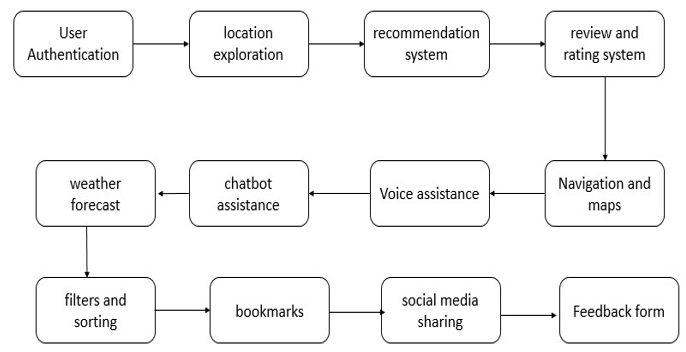 User
Authentication
location
exploration
recommendation
system
review and
rating system
weather
forecast
chatbot
assistance
Voice assistance
Navigation and
maps
filters and
sorting
bookmarks
social media
sharing
Feedback form